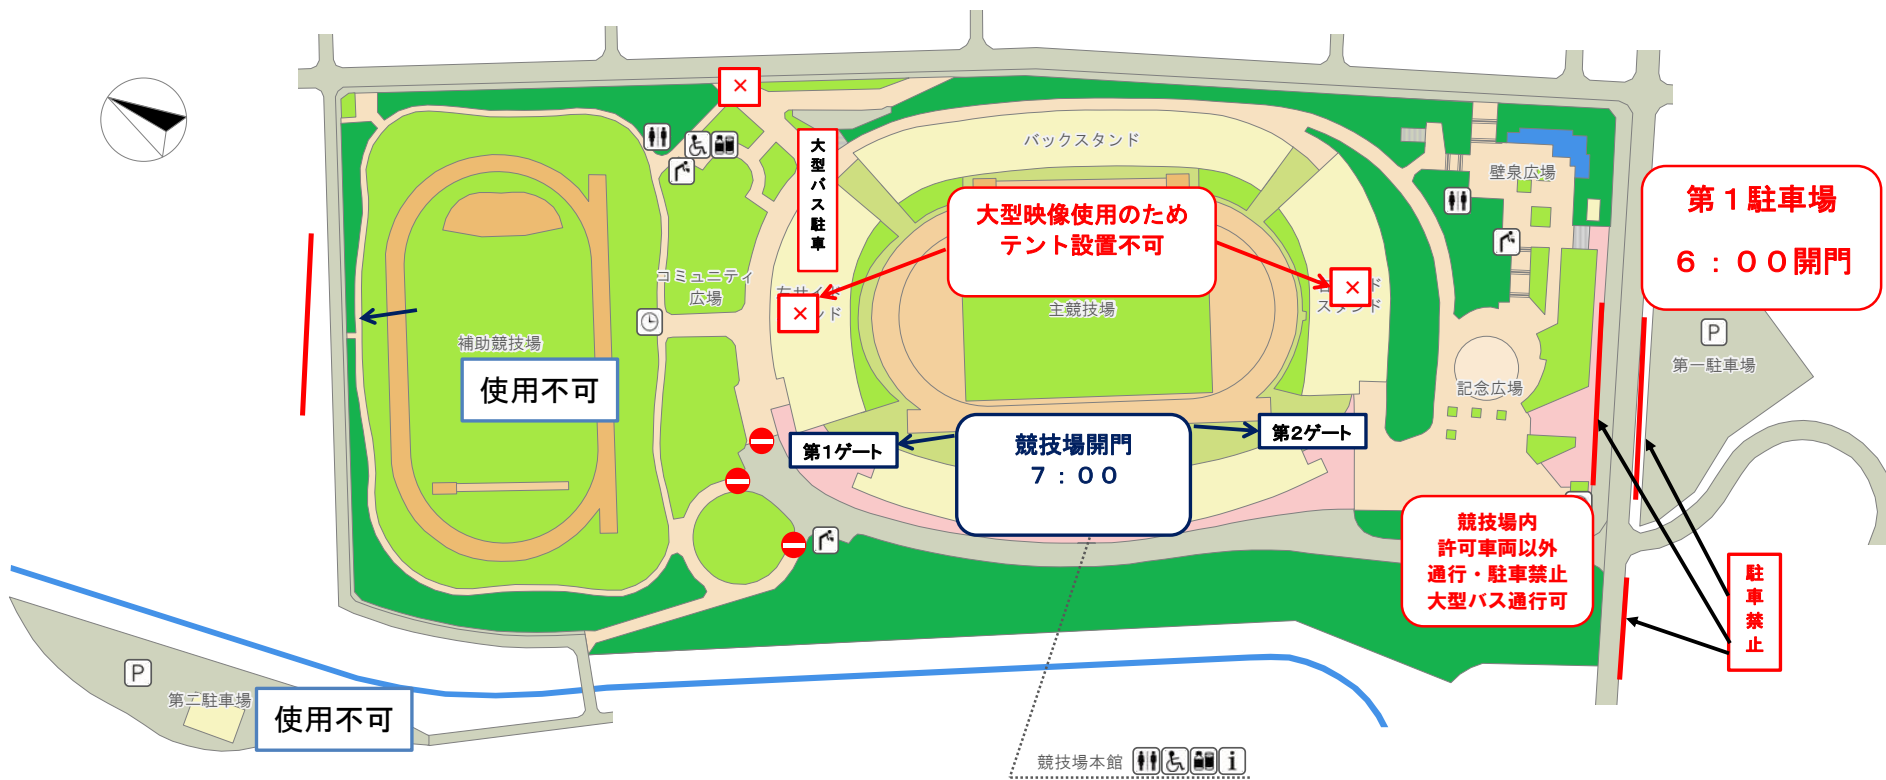 バックスタンド
大型バス駐車
壁泉広場
第１駐車場
６：００開門
大型映像使用のため
テント設置不可
コミュニティ
広場
主競技場
補助競技場
使用不可
P
第一駐車場
記念広場
第1ゲート
競技場開門
７：００
第2ゲート
競技場内
許可車両以外
通行・駐車禁止
大型バス通行可
駐車禁止
P
第二駐車場
使用不可
競技場本館
i